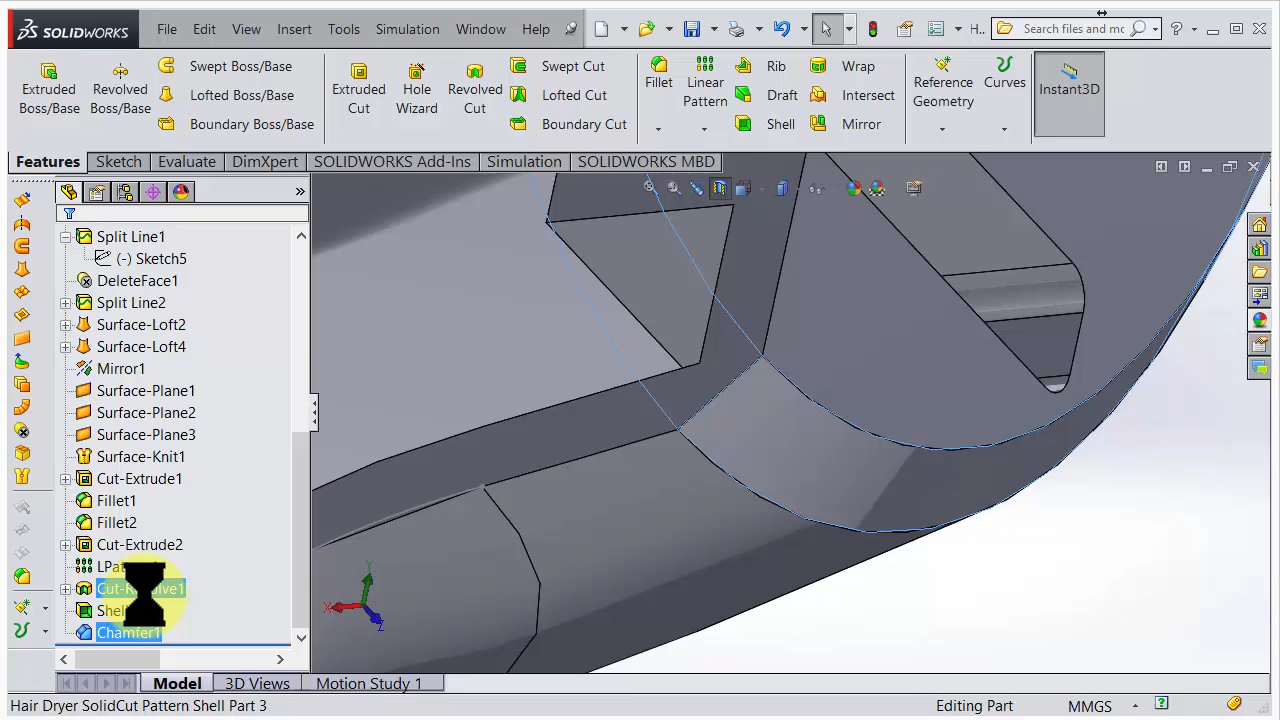 SOLIDWORKS File Edit View Insert Tools Simulation Window Help H.. Search files and mc ?
Extruded Boss/Base
Revolved Boss/Base
Swept Boss/Base
Lofted Boss/Base
Boundary Boss/Base
Extruded Cut
Hole Wizard
Revolved Cut
Swept Cut
Lofted Cut
Boundary Cut
Fillet
Linear Pattern
Rib
Draft
Shell
Wrap
Intersect
Mirror
Reference Geometry
Curves
Instant3D
Features Sketch Evaluate DimXpert SOLIDWORKS Add-Ins Simulation SOLIDWORKS MBD
Split Line1
(-) Sketch5
DeleteFace1
Split Line2
Surface-Loft2
Surface-Loft4
Mirror1
Surface-Plane1
Surface-Plane2
Surface-Plane3
Surface-Knit1
Cut-Extrude1
Fillet1
Fillet2
Cut-Extrude2
Chamfer1
Y
X
Z
Model 3D Views Motion Study 1
Hair Dryer SolidCut Pattern Shell Part 3 Editing Part MMGS ?